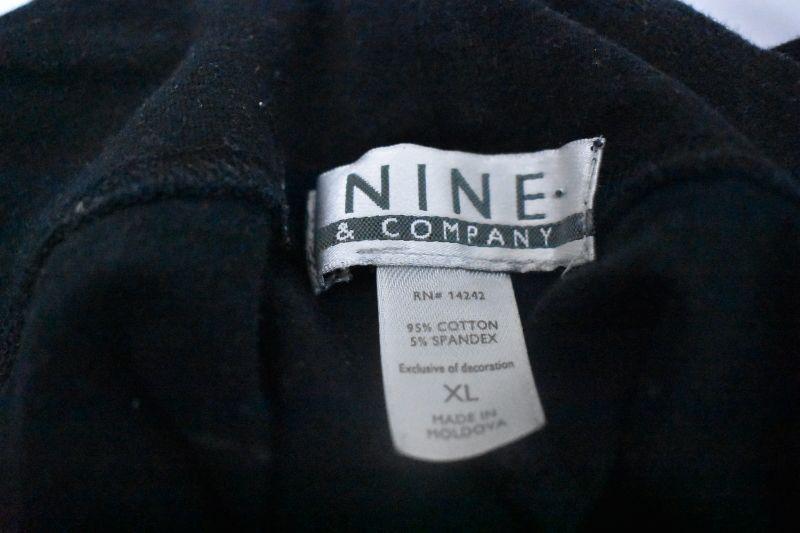 NINE.
& COMPANY
RN# 14242
95% COTTON
5% SPANDEX
Exclusive of decoration
XL
MADE IN
MOLDOVA